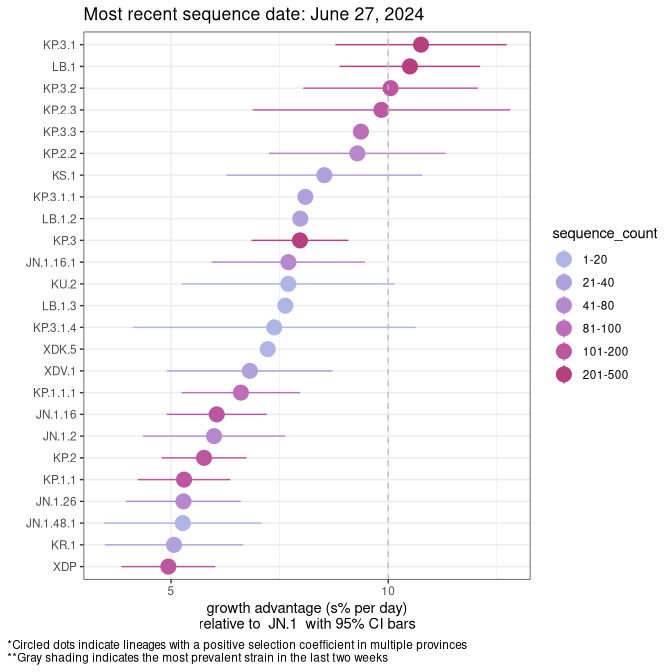 Most recent sequence date: June 27, 2024
KP.3.1
LB.1
KP.3.2
KP.2.3
KP.3.3
KP.2.2
KS.1
KP.3.1.1
LB.1.2
KP.3
JN.1.16.1
KU.2
LB.1.3
KP.3.1.4
XDK.5
XDV.1
KP.1.1.1
JN.1.16
JN.1.2
KP.2
KP.1.1
JN.1.26
JN.1.48.1
KR.1
XDP
5 10
growth advantage (s% per day)
relative to JN.1 with 95% CI bars
sequence_count
1-20
21-40
41-80
81-100
101-200
201-500
*Circled dots indicate lineages with a positive selection coefficient in multiple provinces
**Gray shading indicates the most prevalent strain in the last two weeks